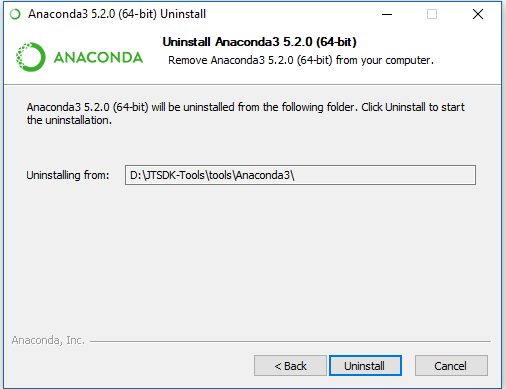 Anaconda3 5.2.0 (64-bit) Uninstall
ANACONDA
Uninstall Anaconda3 5.2.0 (64-bit)
Remove Anaconda3 5.2.0 (64-bit) from your computer.
Anaconda3 5.2.0 (64-bit) will be uninstalled from the following folder. Click Uninstall to start
the uninstallation.
Uninstalling from: D:\JTSDK-Tools\tools\Anaconda3\
Anaconda, Inc.
< Back Uninstall Cancel